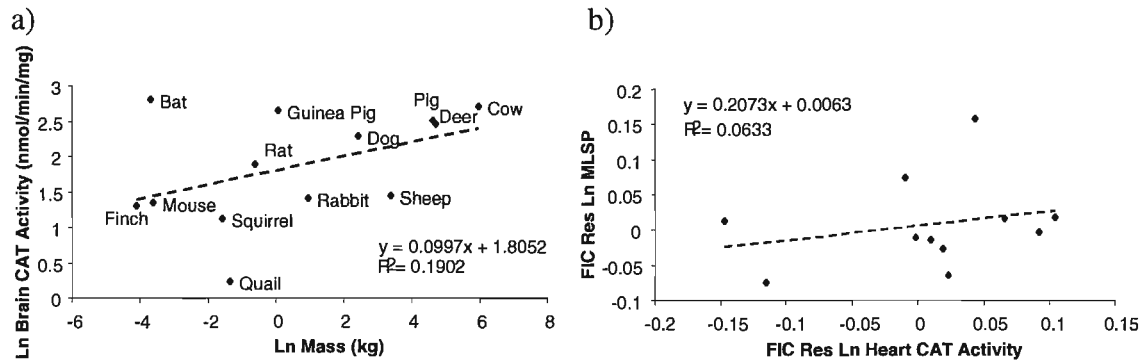 a)
b)
Ln Brain CAT Activity (nmol/min/mg)
3
2.5
2
1.5
1
0.5
0
Bat
Guinea Pig
Pig
Deer
Cow
Dog
Rat
Finch
Mouse
Squirrel
Rabbit
Sheep
Quail
y = 0.0997x + 1.8052
R² = 0.1902
-6
-4
-2
0
2
4
6
8
Ln Mass (kg)
FIC Res Ln MLSP
0.2
0.15
0.1
0.05
0
-0.05
-0.1
y = 0.2073x + 0.0063
R² = 0.0633
-0.2
-0.15
-0.1
-0.05
0
0.05
0.1
0.15
FIC Res Ln Heart CAT Activity